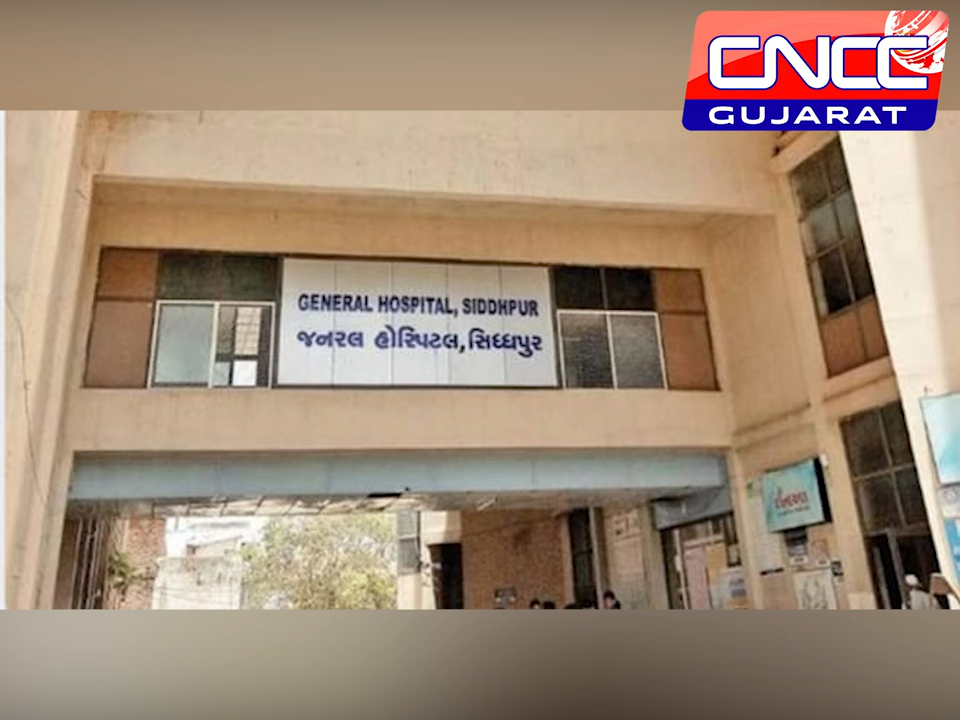 CNCC
GUJARAT
GENERAL HOSPITAL, SIDDHPUR
જનરલ હોસ્પિટલ, સિધ્ધપુર